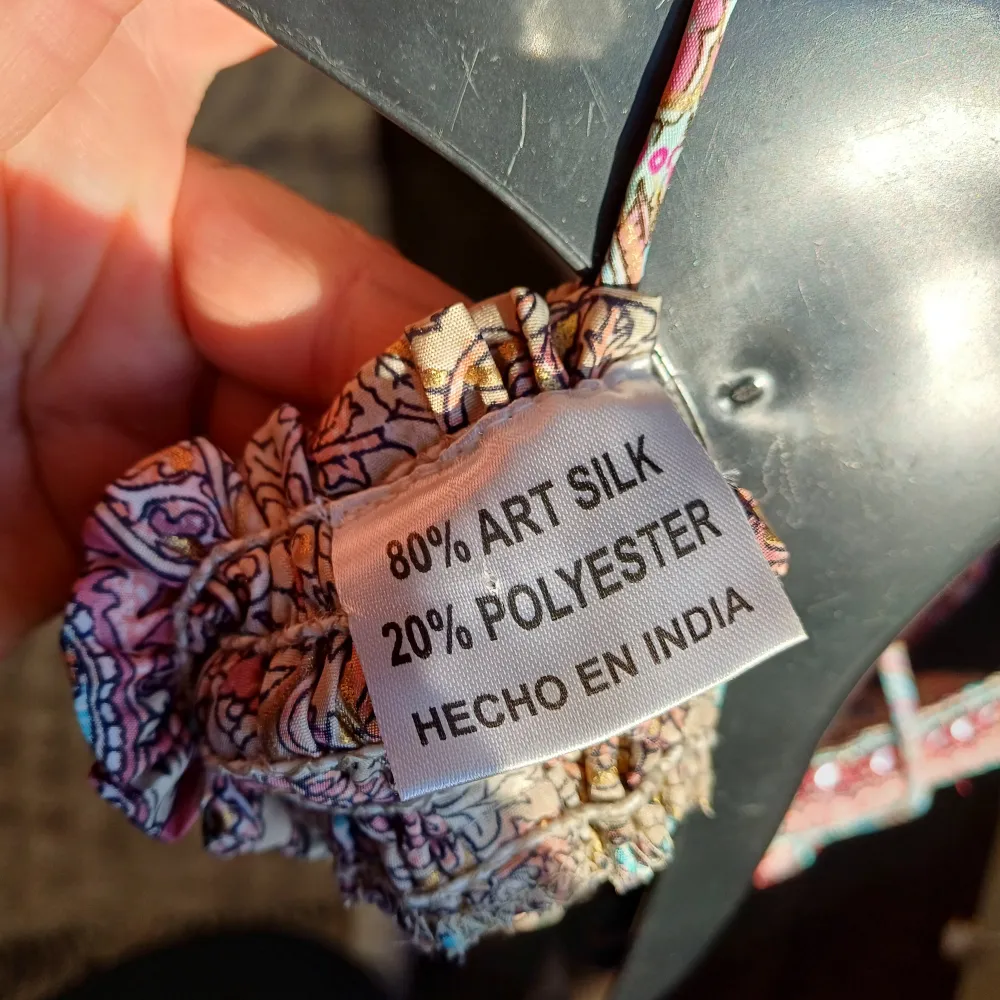 80% ART SILK
20% POLYESTER
HECHO EN INDIA